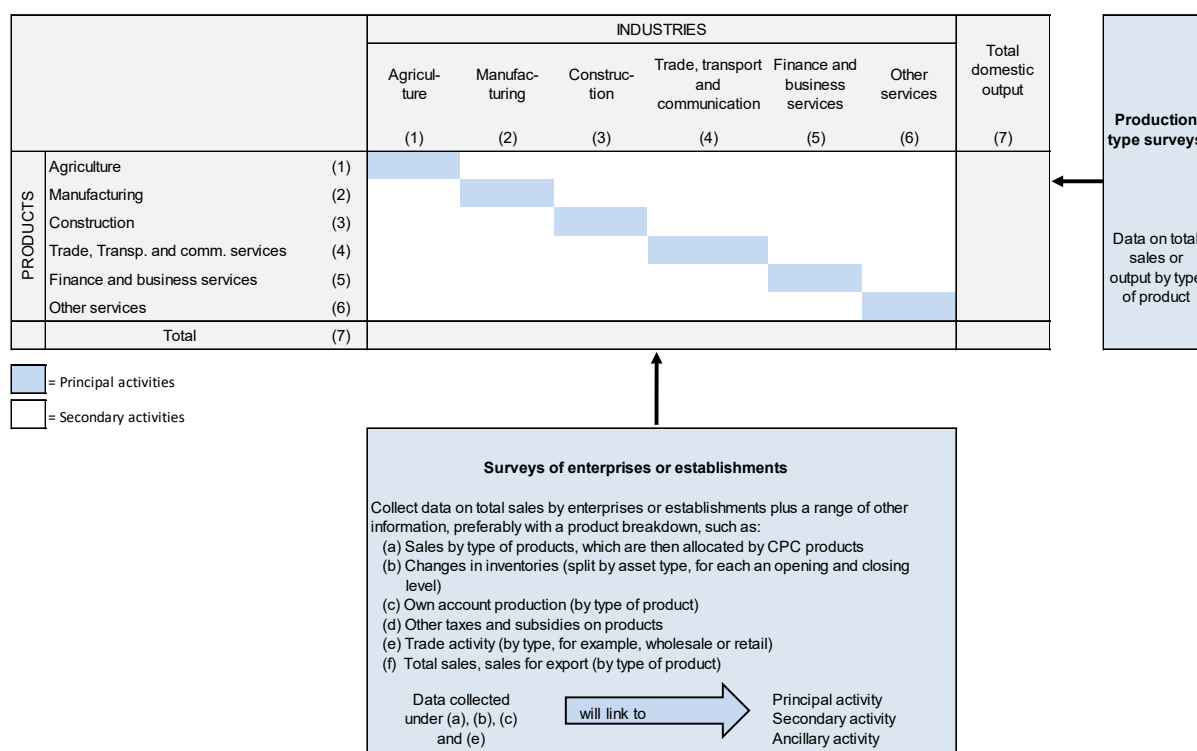 INDUSTRIES
Agricul-
ture
Manufac-
turing
Construc-
tion
Trade, transport
and
communication
Finance and
business
services
Other
services
Total
domestic
output
(1) (2) (3) (4) (5) (6) (7)
PRODUCTS
Agriculture (1)
Manufacturing (2)
Construction (3)
Trade, Transp. and comm. services (4)
Finance and business services (5)
Other services (6)
Total (7)
Production
type surveys
Data on total
sales or
output by type
of product
= Principal activities
= Secondary activities
Surveys of enterprises or establishments
Collect data on total sales by enterprises or establishments plus a range of other
information, preferably with a product breakdown, such as:
(a) Sales by type of products, which are then allocated by CPC products
(b) Changes in inventories (split by asset type, for each an opening and closing
level)
(c) Own account production (by type of product)
(d) Other taxes and subsidies on products
(e) Trade activity (by type, for example, wholesale or retail)
(f) Total sales, sales for export (by type of product)
Data collected
under (a), (b), (c)
and (e)
will link to
Principal activity
Secondary activity
Ancillary activity